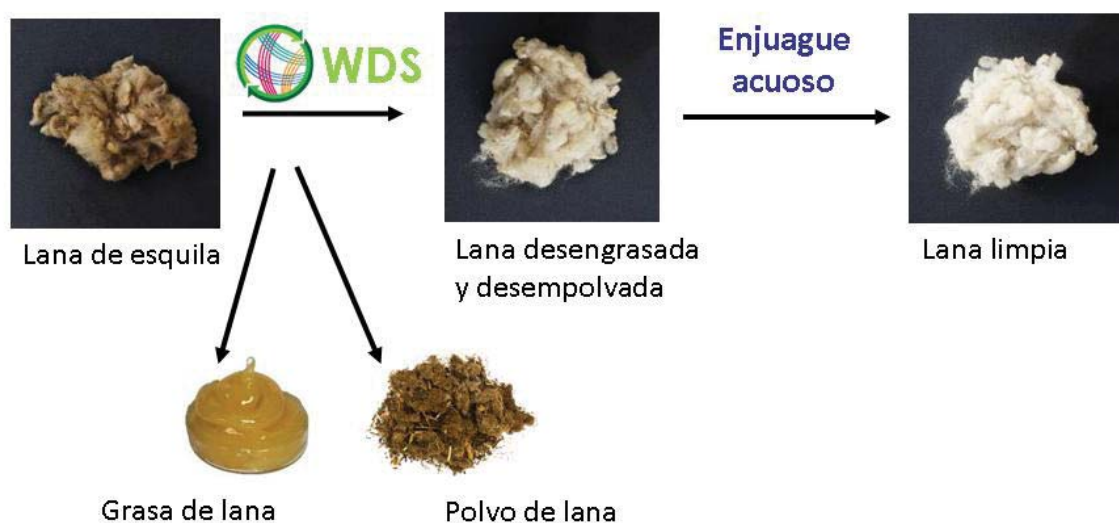 WDS
Enjuague
acuoso
Lana de esquila
Lana desengrasada
y desempolvada
Lana limpia
Grasa de lana
Polvo de lana